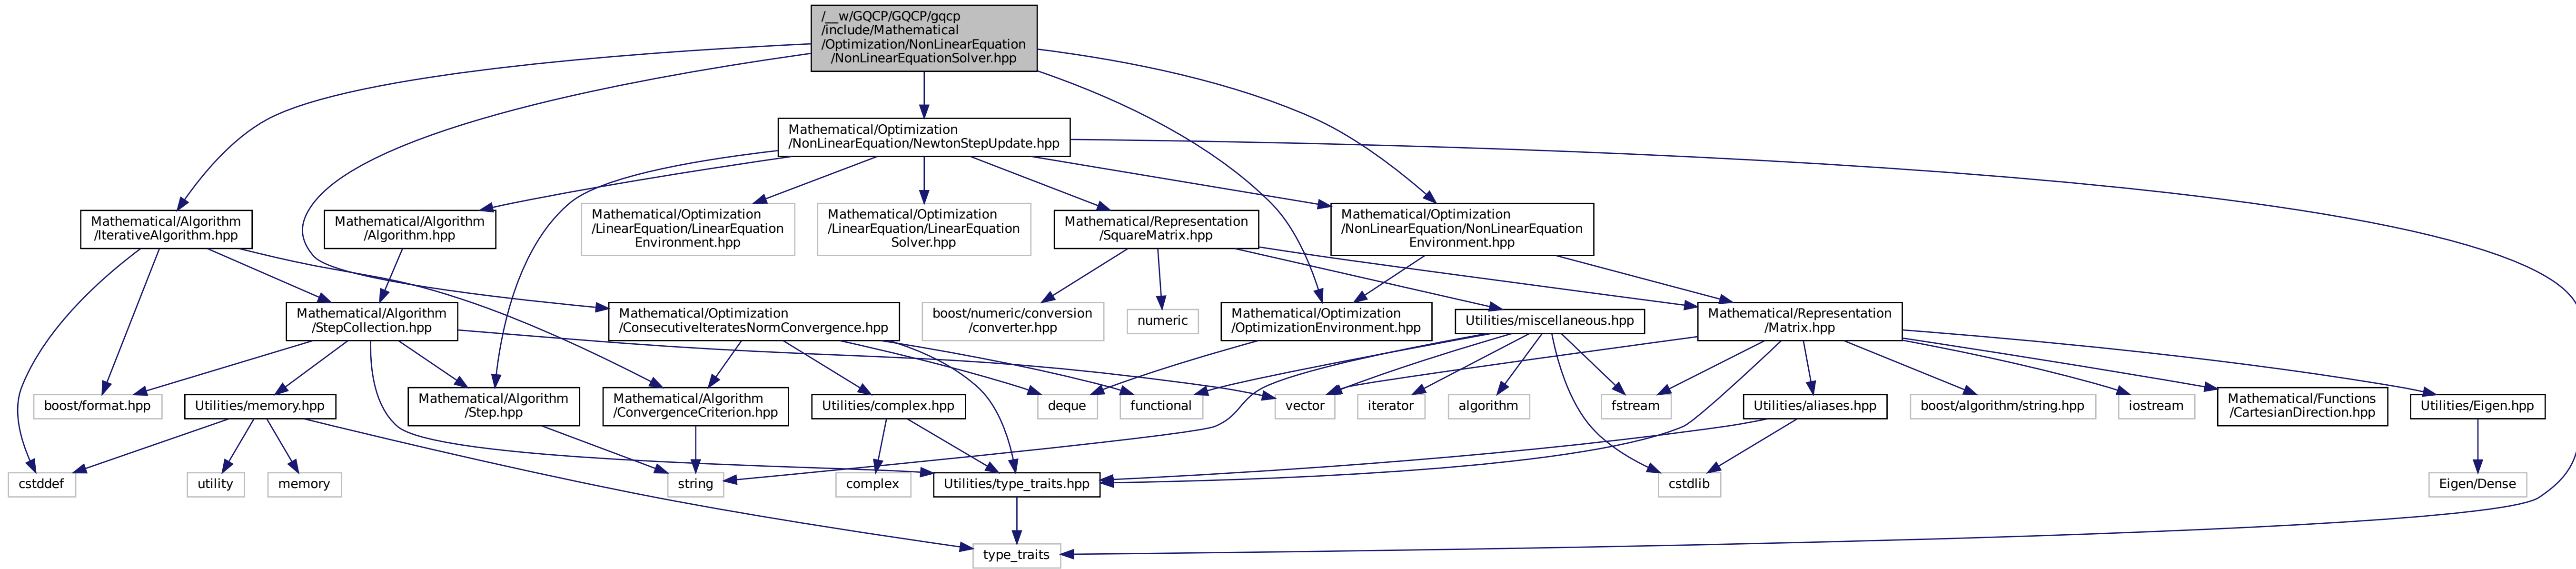 /__w/GQCP/GQCP/gqcp
/include/Mathematical
/Optimization/NonLinearEquation
/NonLinearEquationSolver.hpp
Mathematical/Optimization
/NonLinearEquation/NewtonStepUpdate.hpp
Mathematical/Algorithm
/IterativeAlgorithm.hpp
Mathematical/Algorithm
/Algorithm.hpp
Mathematical/Optimization
/LinearEquation/LinearEquation
Environment.hpp
Mathematical/Optimization
/LinearEquation/LinearEquation
Solver.hpp
Mathematical/Representation
/SquareMatrix.hpp
Mathematical/Optimization
/NonLinearEquation/NonLinearEquation
Environment.hpp
Mathematical/Algorithm
/StepCollection.hpp
Mathematical/Optimization
/ConsecutiveIteratesNormConvergence.hpp
boost/numeric/conversion
/converter.hpp
numeric
Mathematical/Optimization
/OptimizationEnvironment.hpp
Utilities/miscellaneous.hpp
Mathematical/Representation
/Matrix.hpp
boost/format.hpp
Utilities/memory.hpp
Mathematical/Algorithm
/Step.hpp
Mathematical/Algorithm
/ConvergenceCriterion.hpp
Utilities/complex.hpp
deque
functional
vector
iterator
algorithm
fstream
Utilities/aliases.hpp
boost/algorithm/string.hpp
iostream
Mathematical/Functions
/CartesianDirection.hpp
Utilities/Eigen.hpp
cstddef
utility
memory
string
complex
Utilities/type_traits.hpp
cstdlib
Eigen/Dense
type_traits